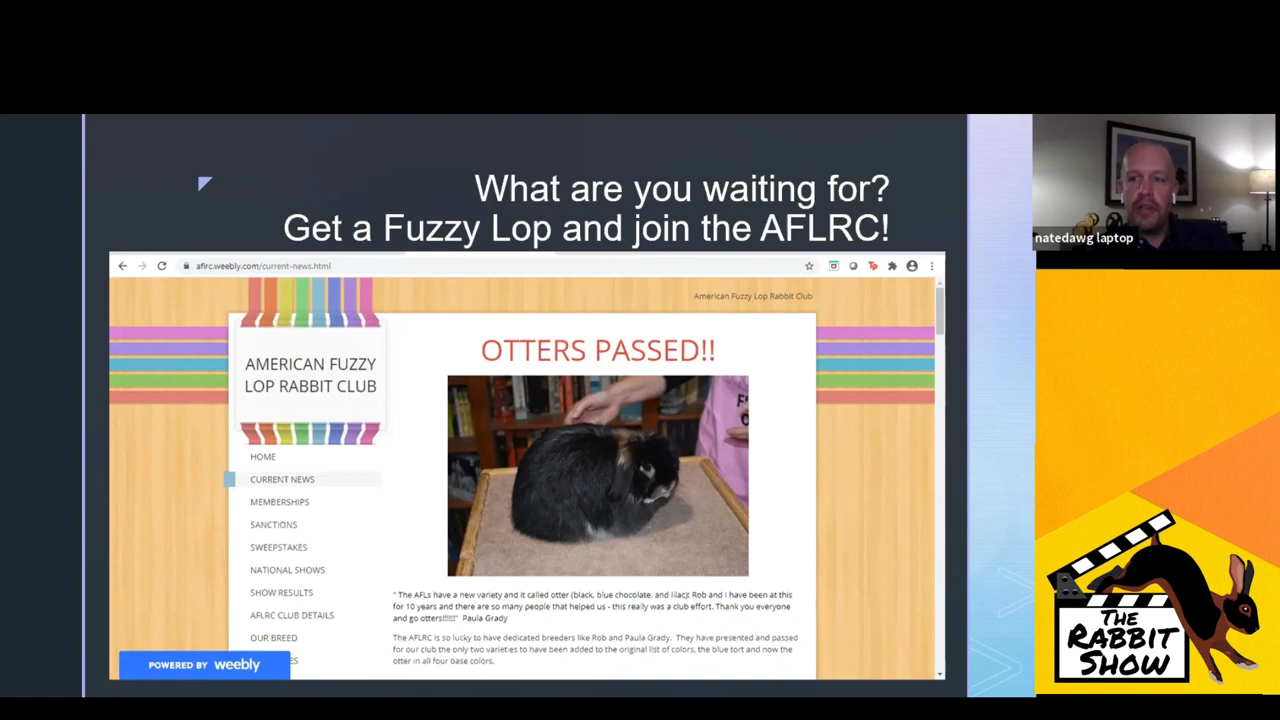 What are you waiting for?
Get a Fuzzy Lop and join the AFLRC!
natedawg laptop
aflrc.weebly.com/current-news.html
American Fuzzy Lop Rabbit Club
AMERICAN FUZZY
LOP RABBIT CLUB
OTTERS PASSED!!
HOME
CURRENT NEWS
MEMBERSHIPS
SANCTIONS
SWEEPSTAKES
NATIONAL SHOWS
SHOW RESULTS
AFLRC CLUB DETAILS
OUR BREED
" The AFLs have a new variety and it called otter (black, blue chocolate, and lilac)! Rob and I have been at this
for 10 years and there are so many people that helped us - this really was a club effort. Thank you everyone
and go otters!!!!!" Paula Grady
The AFLRC is so lucky to have dedicated breeders like Rob and Paula Grady. They have presented and passed
for our club the only two varieties to have been added to the original list of colors, the blue tort and now the
otter in all four base colors.
POWERED BY weebly
THE
RABBIT
SHOW